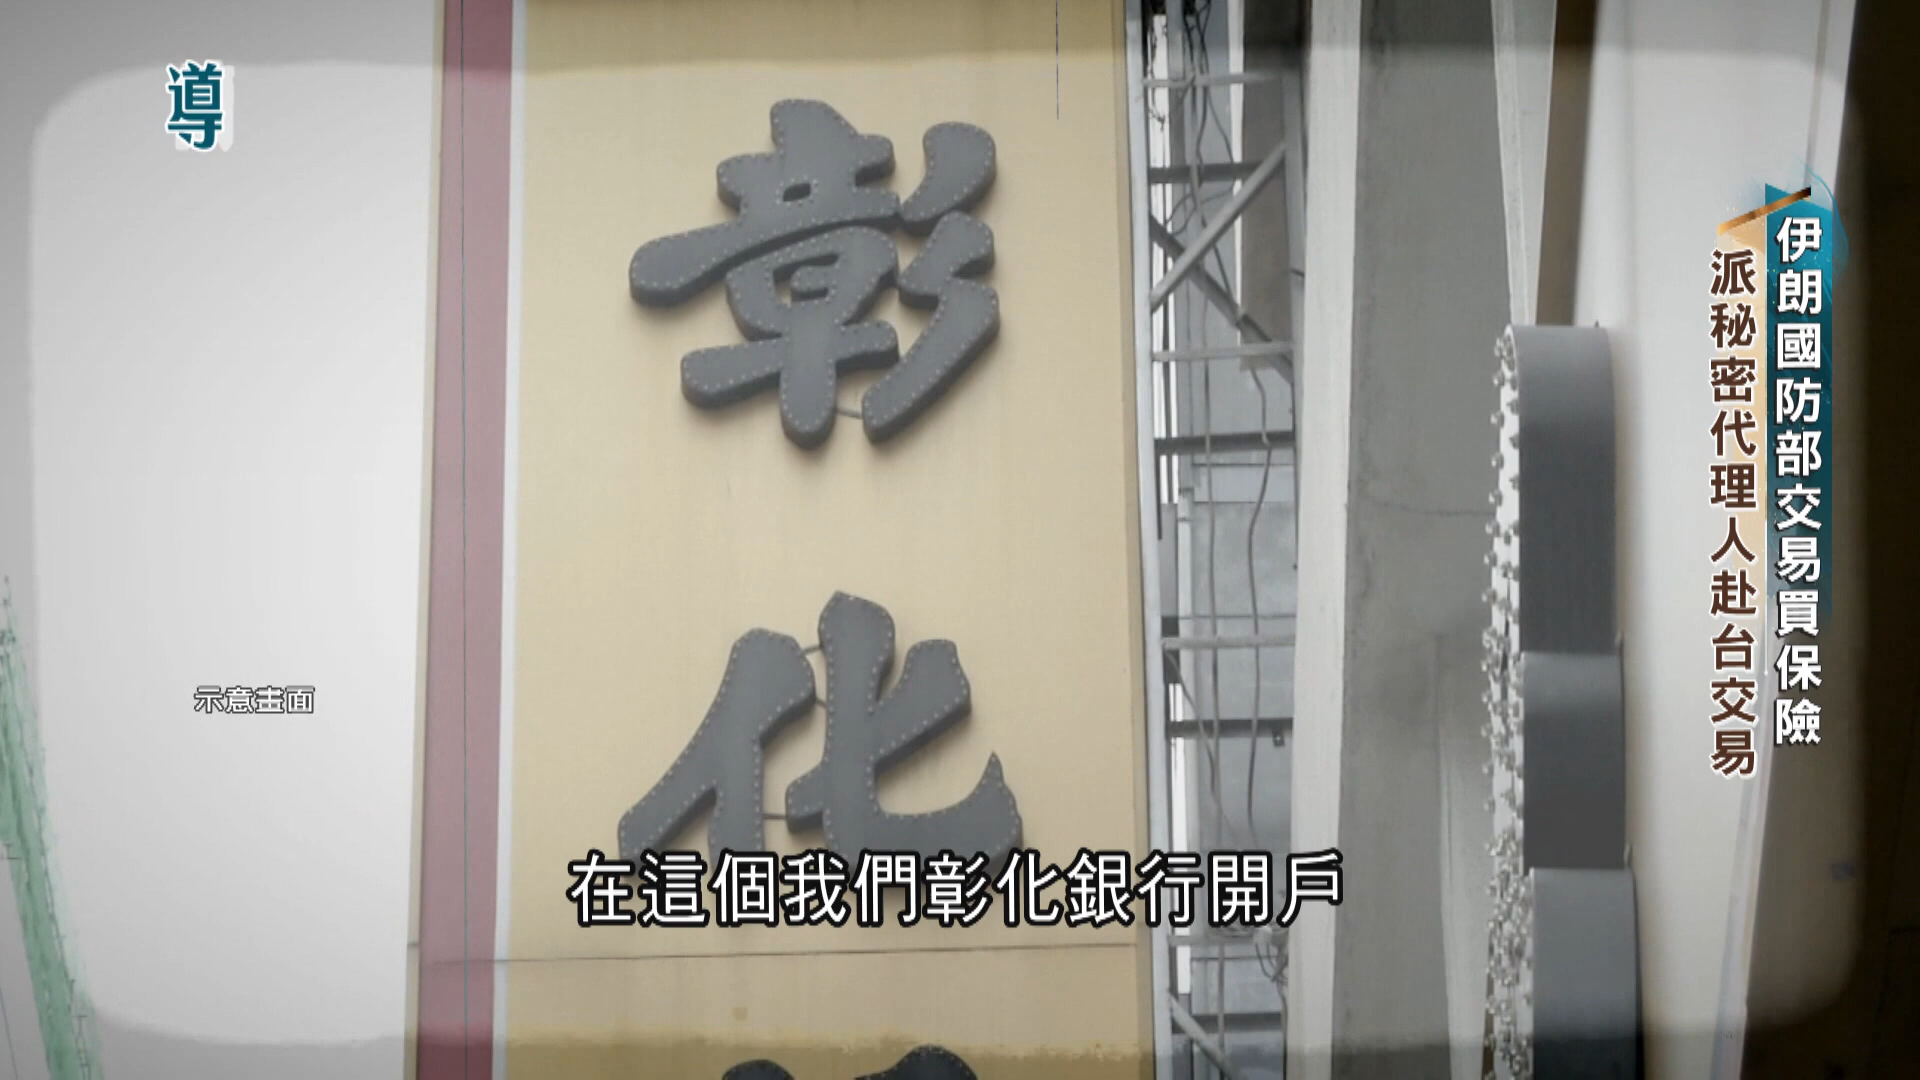 導
伊朗國防部交易買保險
派秘密代理人赴台交易
彰化
示意畫面
在這個我們彰化銀行開戶